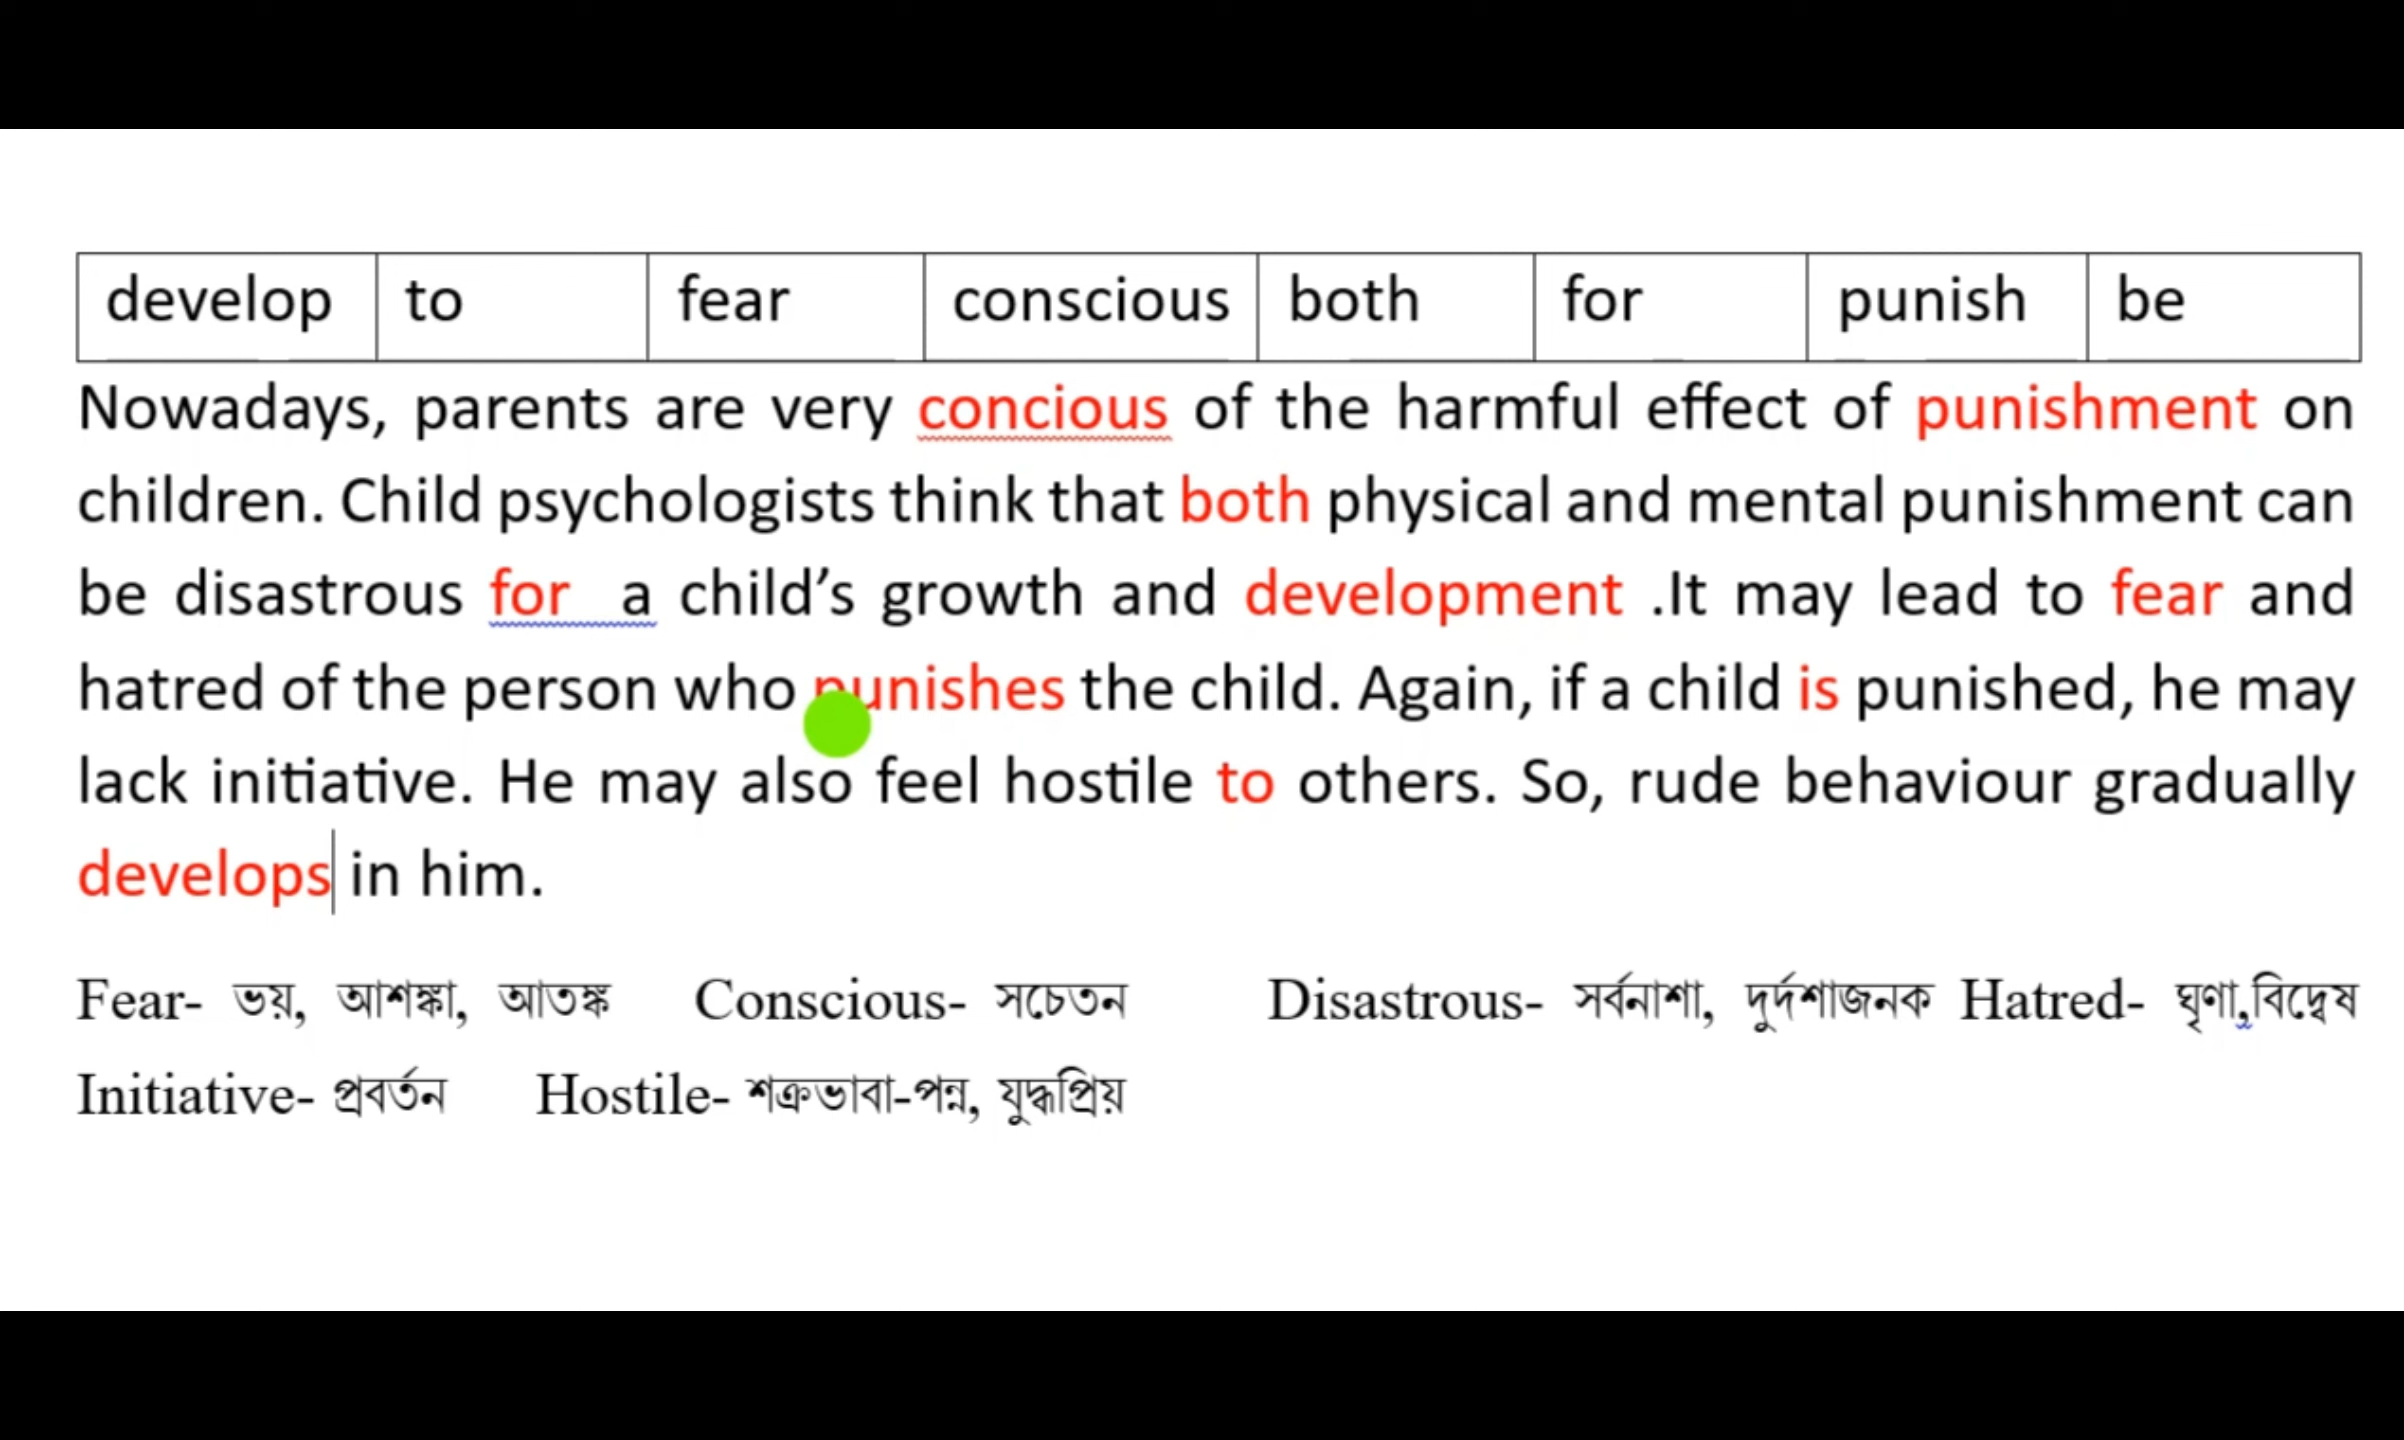 develop to fear conscious both for punish be
Nowadays, parents are very concious of the harmful effect of punishment on
children. Child psychologists think that both physical and mental punishment can
be disastrous for a child’s growth and development .It may lead to fear and
hatred of the person who punishes the child. Again, if a child is punished, he may
lack initiative. He may also feel hostile to others. So, rude behaviour gradually
develops in him.
Fear- ভয়, আশঙ্কা, আতঙ্ক Conscious- সচেতন Disastrous- সর্বনাশা, দুর্দশাজনক Hatred- ঘৃণা,বিদ্বেষ
Initiative- প্রবর্তন Hostile- শত্রুভাবা-পন্ন, যুদ্ধপ্রিয়